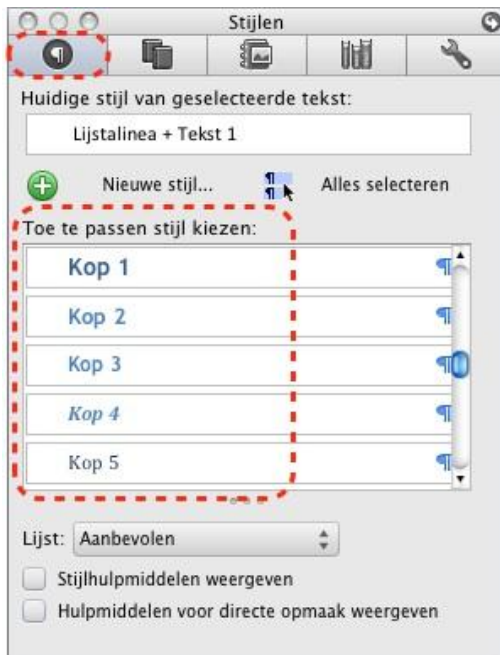 Stijlen
Huidige stijl van geselecteerde tekst:
Lijstalinea + Tekst 1
Nieuwe stijl... Alles selecteren
Toe te passen stijl kiezen:
Kop 1 ¶
Kop 2 ¶
Kop 3 ¶
Kop 4 ¶
Kop 5 ¶
Lijst: Aanbevolen
Stijlhulpmiddelen weergeven
Hulpmiddelen voor directe opmaak weergeven